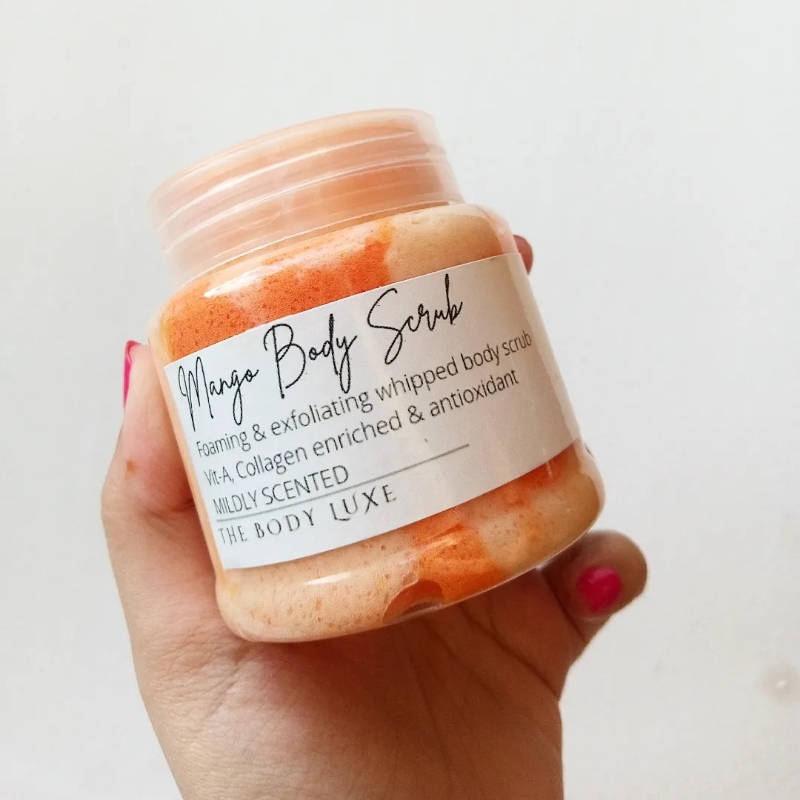 Mango Body Scrub
Foaming & exfoliating whipped body scrub
Vit-A, Collagen enriched & antioxidant
MILDLY SCENTED
THE BODY LUXE